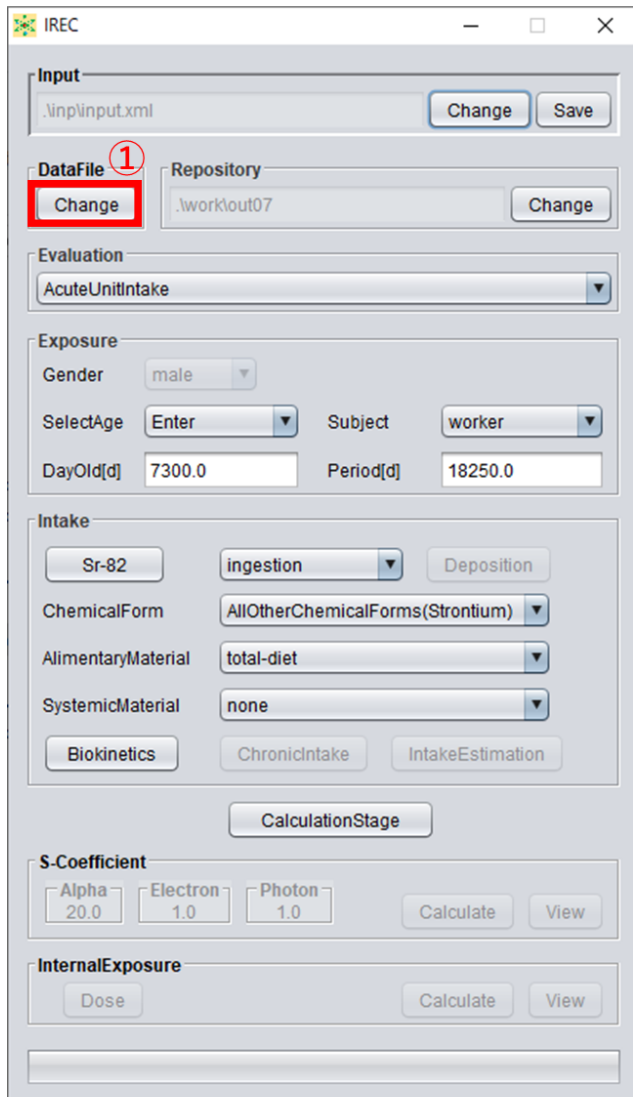 IREC
Input
.\inp\input.xml Change Save
①
DataFile Repository
Change .\work\out07 Change
Evaluation
AcuteUnitIntake
Exposure
Gender male
SelectAge Enter Subject worker
DayOld[d] 7300.0 Period[d] 18250.0
Intake
Sr-82 ingestion Deposition
ChemicalForm AllOtherChemicalForms(Strontium)
AlimentaryMaterial total-diet
SystemicMaterial none
Biokinetics ChronicIntake IntakeEstimation
CalculationStage
S-Coefficient
Alpha Electron Photon
20.0 1.0 1.0 Calculate View
InternalExposure
Dose Calculate View